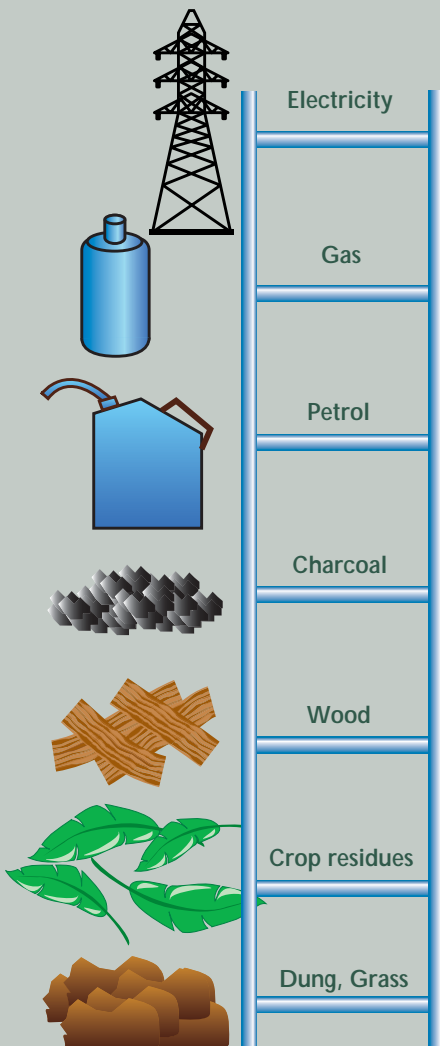 Electricity
Gas
Petrol
Charcoal
Wood
Crop residues
Dung, Grass